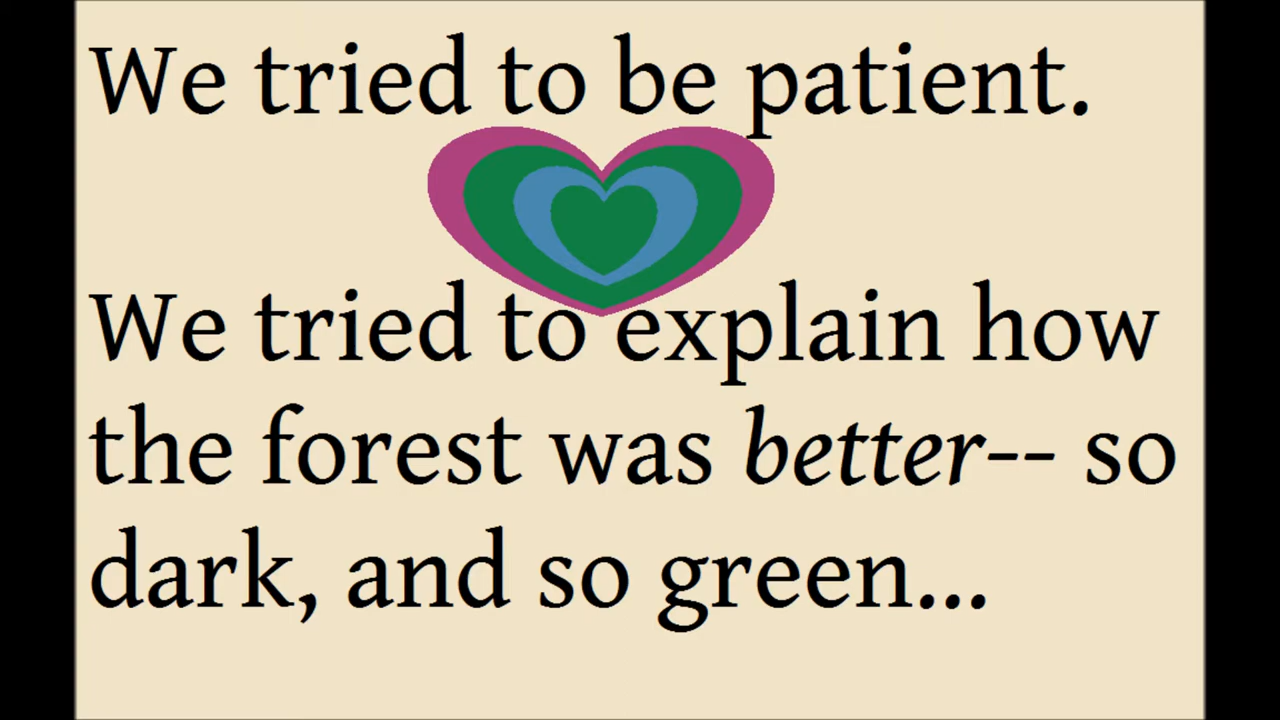 We tried to be patient.
We tried to explain how
the forest was better-- so
dark, and so green...